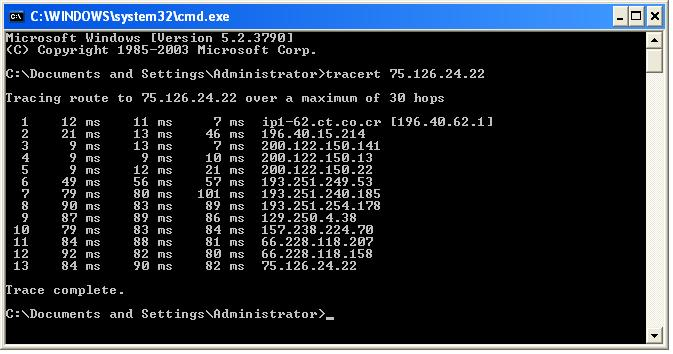 C:\WINDOWS\system32\cmd.exe
Microsoft Windows [Version 5.2.3790]
(C) Copyright 1985-2003 Microsoft Corp.
C:\Documents and Settings\Administrator>tracert 75.126.24.22
Tracing route to 75.126.24.22 over a maximum of 30 hops
1 12 ms 11 ms 7 ms ip1-62.ct.co.cr [196.40.62.1]
2 21 ms 13 ms 46 ms 196.40.15.214
3 9 ms 13 ms 7 ms 200.122.150.141
4 9 ms 9 ms 10 ms 200.122.150.13
5 9 ms 12 ms 21 ms 200.122.150.22
6 49 ms 56 ms 57 ms 193.251.249.53
7 79 ms 80 ms 101 ms 193.251.240.185
8 90 ms 83 ms 89 ms 193.251.254.178
9 87 ms 89 ms 86 ms 129.250.4.38
10 79 ms 83 ms 84 ms 157.238.224.70
11 84 ms 88 ms 81 ms 66.228.118.207
12 92 ms 82 ms 80 ms 66.228.118.158
13 84 ms 90 ms 82 ms 75.126.24.22
Trace complete.
C:\Documents and Settings\Administrator>_